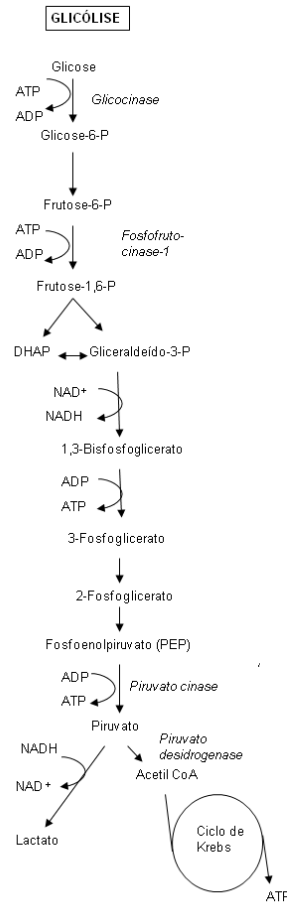 GLICÓLISE
Glicose
ATP
Glicocinase
ADP
Glicose-6-P
Frutose-6-P
ATP
Fosfofruto-
cinase-1
ADP
Frutose-1,6-P
DHAP
Gliceraldeído-3-P
NAD+
NADH
1,3-Bisfosfoglicerato
ADP
ATP
3-Fosfoglicerato
2-Fosfoglicerato
Fosfoenolpiruvato (PEP)
ADP
Piruvato cinase
ATP
Piruvato
NADH
Piruvato
desidrogenase
NAD+
Acetil CoA
Lactato
Ciclo de
Krebs
ATP